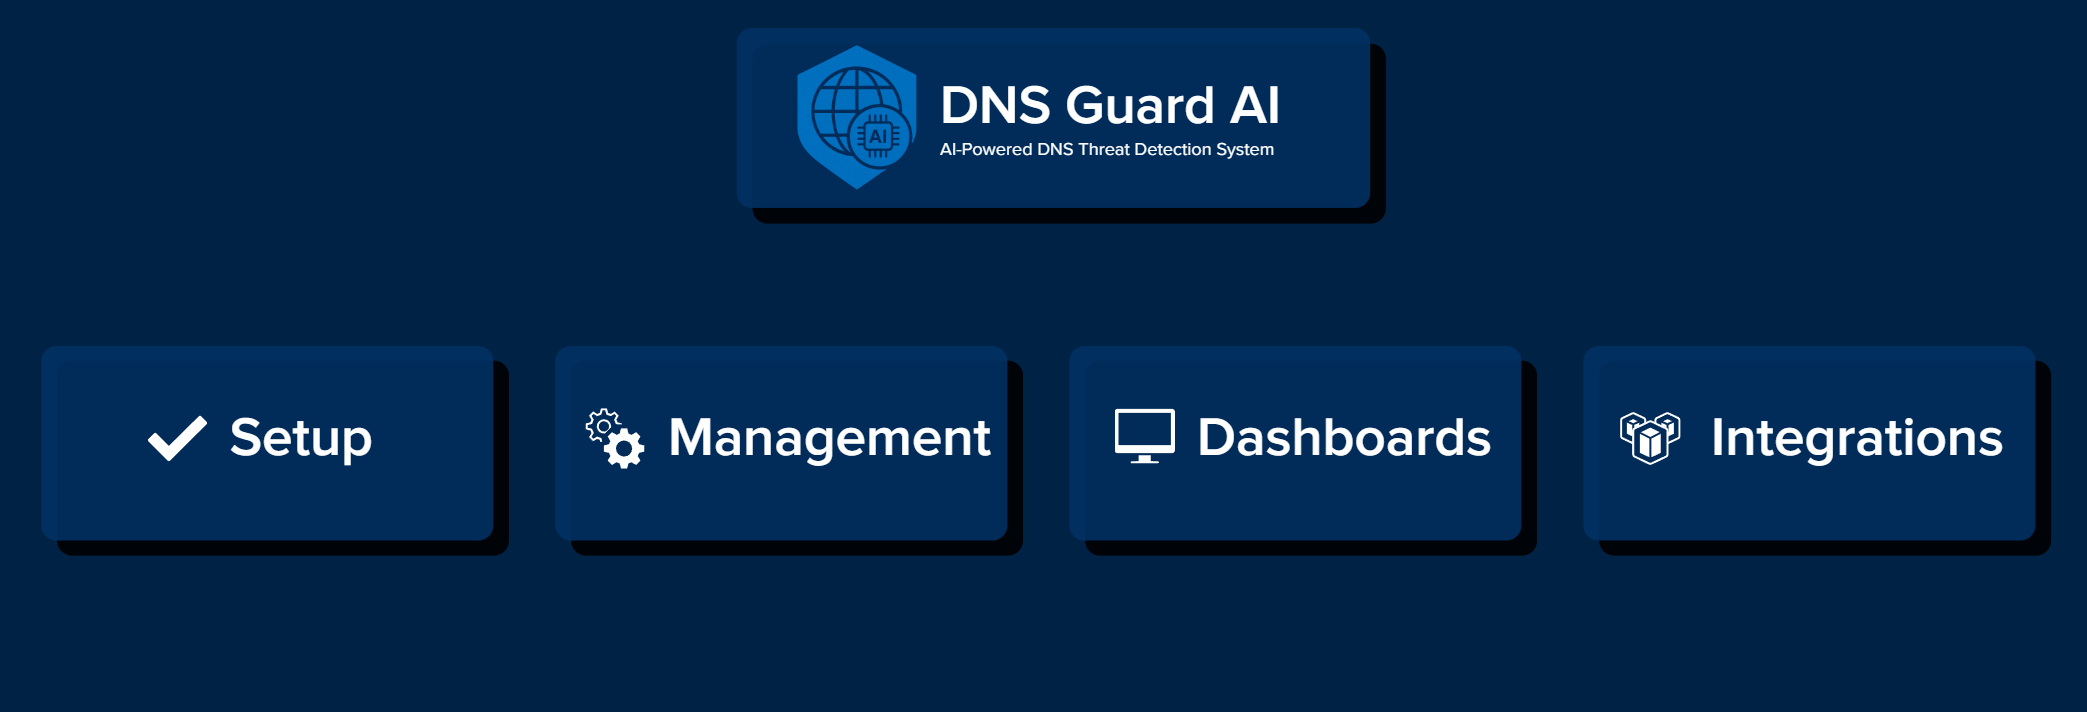 DNS Guard AI
AI-Powered DNS Threat Detection System
AI
Setup
Management
Dashboards
Integrations